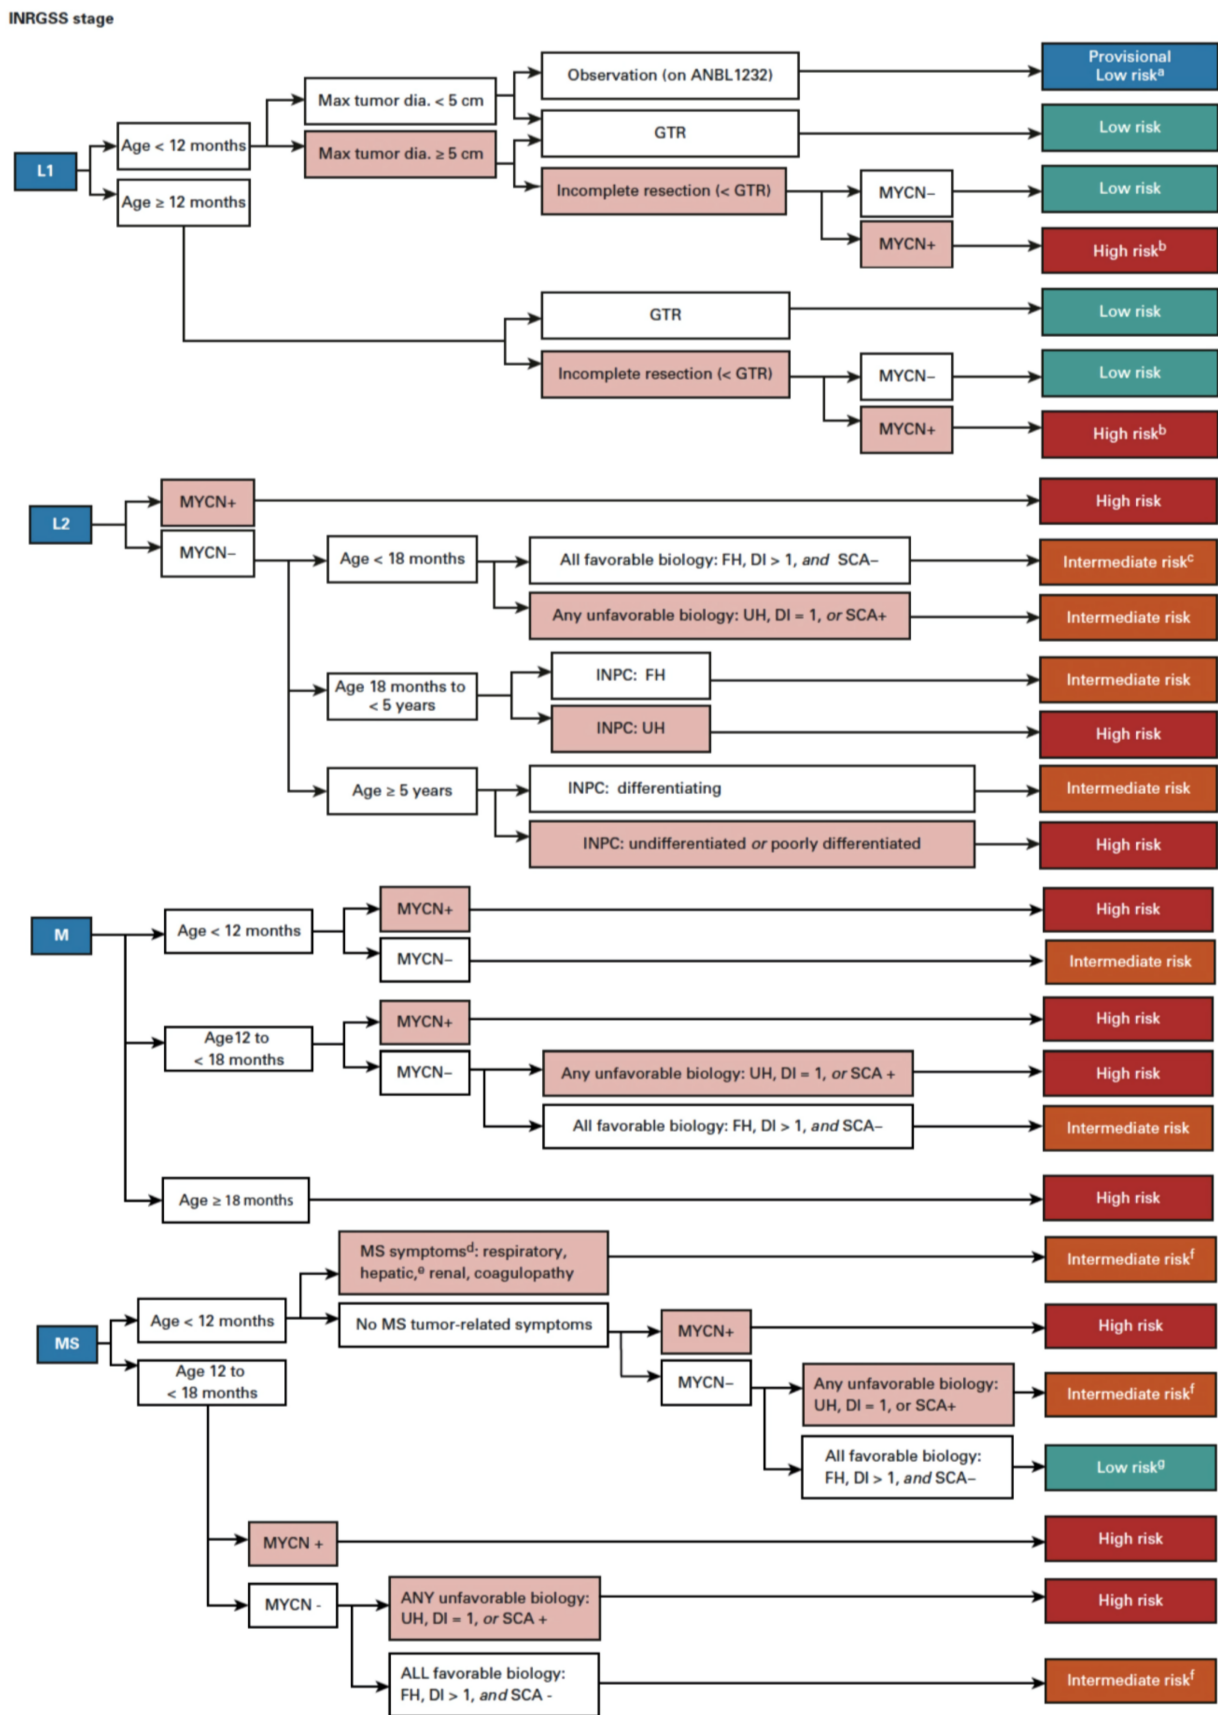 INRGSS stage
Observation (on ANBL1232)
Provisional
Low riskᵃ
Max tumor dia. < 5 cm
GTR
Low risk
Age < 12 months
Max tumor dia. ≥ 5 cm
L1
Incomplete resection (< GTR)
MYCN–
Low risk
Age ≥ 12 months
MYCN+
High riskᵇ
GTR
Low risk
Incomplete resection (< GTR)
MYCN–
Low risk
MYCN+
High riskᵇ
MYCN+
High risk
L2
MYCN–
Age < 18 months
All favorable biology: FH, DI > 1, and SCA–
Intermediate riskᶜ
Any unfavorable biology: UH, DI = 1, or SCA+
Intermediate risk
Age 18 months to
< 5 years
INPC: FH
Intermediate risk
INPC: UH
High risk
Age ≥ 5 years
INPC: differentiating
Intermediate risk
INPC: undifferentiated or poorly differentiated
High risk
M
Age < 12 months
MYCN+
High risk
MYCN–
Intermediate risk
Age12 to
< 18 months
MYCN+
High risk
MYCN–
Any unfavorable biology: UH, DI = 1, or SCA +
High risk
All favorable biology: FH, DI > 1, and SCA–
Intermediate risk
Age ≥ 18 months
High risk
MS symptomsᵈ: respiratory,
hepatic,ᵉ renal, coagulopathy
Intermediate riskᶠ
MS
Age < 12 months
No MS tumor-related symptoms
MYCN+
High risk
Age 12 to
< 18 months
MYCN–
Any unfavorable biology:
UH, DI = 1, or SCA+
Intermediate riskᶠ
All favorable biology:
FH, DI > 1, and SCA–
Low riskᵍ
MYCN +
High risk
MYCN -
ANY unfavorable biology:
UH, DI = 1, or SCA +
High risk
ALL favorable biology:
FH, DI > 1, and SCA -
Intermediate riskᶠ